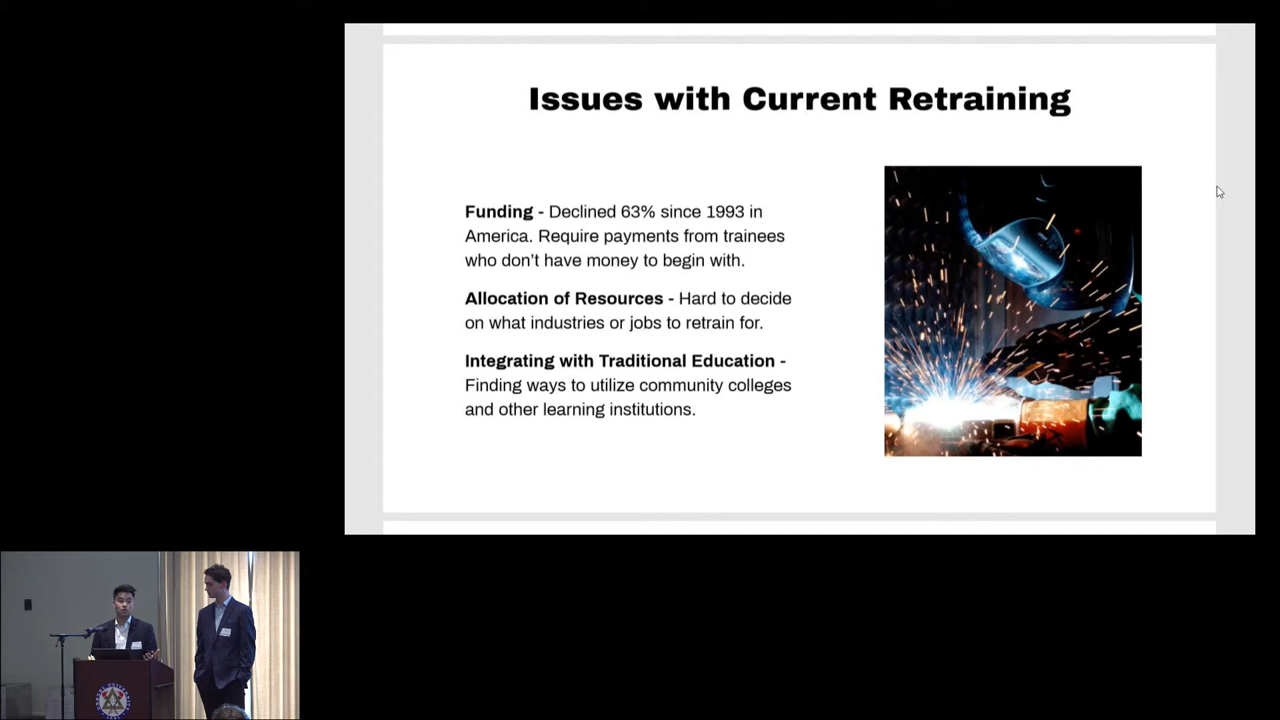 Issues with Current Retraining
Funding - Declined 63% since 1993 in
America. Require payments from trainees
who don't have money to begin with.
Allocation of Resources - Hard to decide
on what industries or jobs to retrain for.
Integrating with Traditional Education -
Finding ways to utilize community colleges
and other learning institutions.